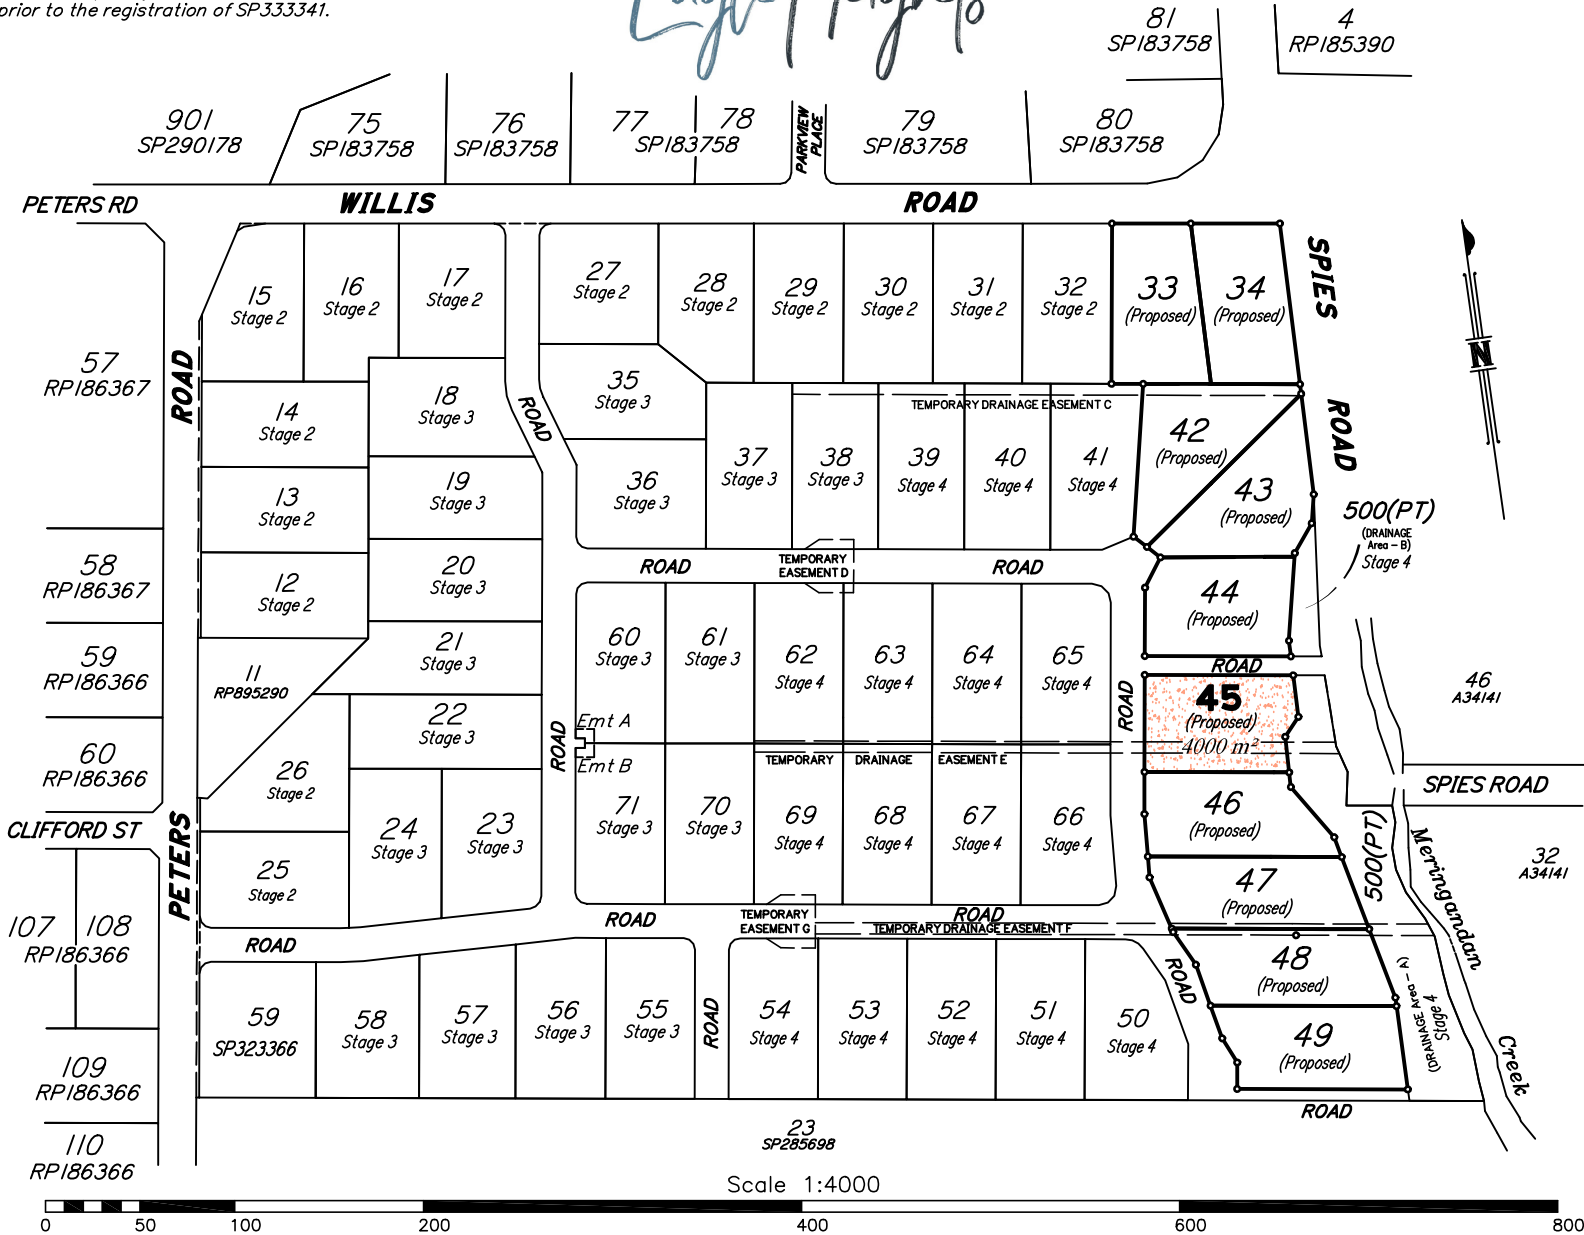 prior to the registration of SP333341.
81
SP183758
4
RP185390
901
SP290178
75
SP183758
76
SP183758
77
78
SP183758
PARKVIEW
PLACE
79
SP183758
80
SP183758
PETERS RD
WILLIS
ROAD
SPIES
ROAD
15
Stage 2
16
Stage 2
17
Stage 2
27
Stage 2
28
Stage 2
29
Stage 2
30
Stage 2
31
Stage 2
32
Stage 2
33
(Proposed)
34
(Proposed)
N
57
RP186367
ROAD
14
Stage 2
18
Stage 3
ROAD
35
Stage 3
TEMPORARY DRAINAGE EASEMENT C
42
(Proposed)
13
Stage 2
19
Stage 3
36
Stage 3
37
Stage 3
38
Stage 3
39
Stage 4
40
Stage 4
41
Stage 4
43
(Proposed)
500(PT)
(DRAINAGE
Area - B)
Stage 4
58
RP186367
12
Stage 2
20
Stage 3
ROAD
TEMPORARY
EASEMENT D
ROAD
44
(Proposed)
59
RP186366
11
RP895290
21
Stage 3
60
Stage 3
61
Stage 3
62
Stage 4
63
Stage 4
64
Stage 4
65
Stage 4
ROAD
ROAD
45
(Proposed)
4000 m²
46
A34141
60
RP186366
26
Stage 2
22
Stage 3
ROAD
Emt A
Emt B
TEMPORARY DRAINAGE EASEMENT E
SPIES ROAD
CLIFFORD ST
PETERS
25
Stage 2
24
Stage 3
23
Stage 3
71
Stage 3
70
Stage 3
69
Stage 4
68
Stage 4
67
Stage 4
66
Stage 4
46
(Proposed)
500(PT)
Meringandan
Creek
32
A34141
47
(Proposed)
107
108
RP186366
ROAD
ROAD
TEMPORARY
EASEMENT G
ROAD
TEMPORARY DRAINAGE EASEMENT F
ROAD
48
(Proposed)
(DRAINAGE Area - A)
Stage 4
59
SP323366
58
Stage 3
57
Stage 3
56
Stage 3
55
Stage 3
ROAD
54
Stage 4
53
Stage 4
52
Stage 4
51
Stage 4
50
Stage 4
49
(Proposed)
109
RP186366
ROAD
110
RP186366
23
SP285698
Scale 1:4000
0 50 100 200 400 600 800